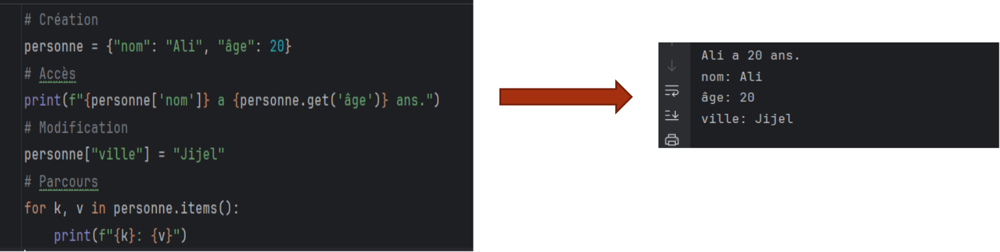 # Création
personne = {"nom": "Ali", "âge": 20}
# Accès
print(f"{personne['nom']} a {personne.get('âge')} ans.")
# Modification
personne["ville"] = "Jijel"
# Parcours
for k, v in personne.items():
    print(f"{k}: {v}")
Ali a 20 ans.
nom: Ali
âge: 20
ville: Jijel